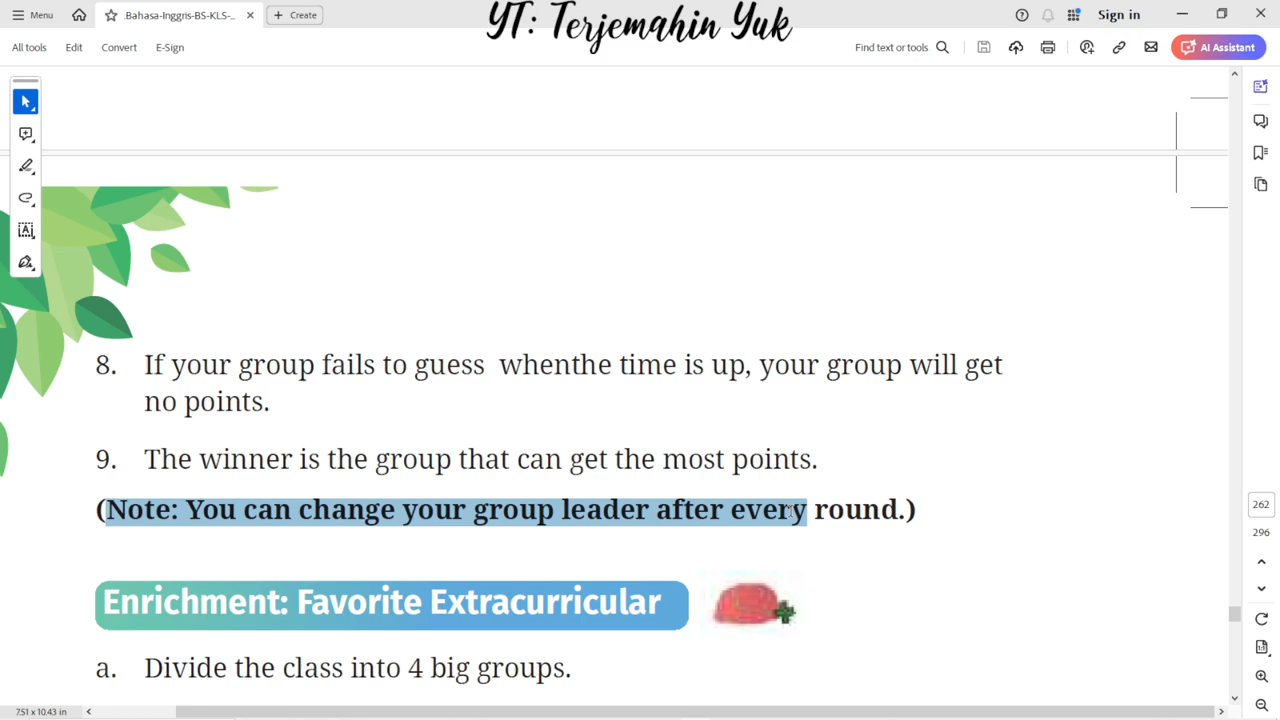 Menu
.Bahasa-Inggris-BS-KLS-...
Create
YT: Terjemahin Yuk
Sign in
All tools
Edit
Convert
E-Sign
Find text or tools
AI Assistant
8. If your group fails to guess  whenthe time is up, your group will get
no points.
9. The winner is the group that can get the most points.
(Note: You can change your group leader after every round.)
262
296
Enrichment: Favorite Extracurricular
a. Divide the class into 4 big groups.
7.51 x 10.43 in